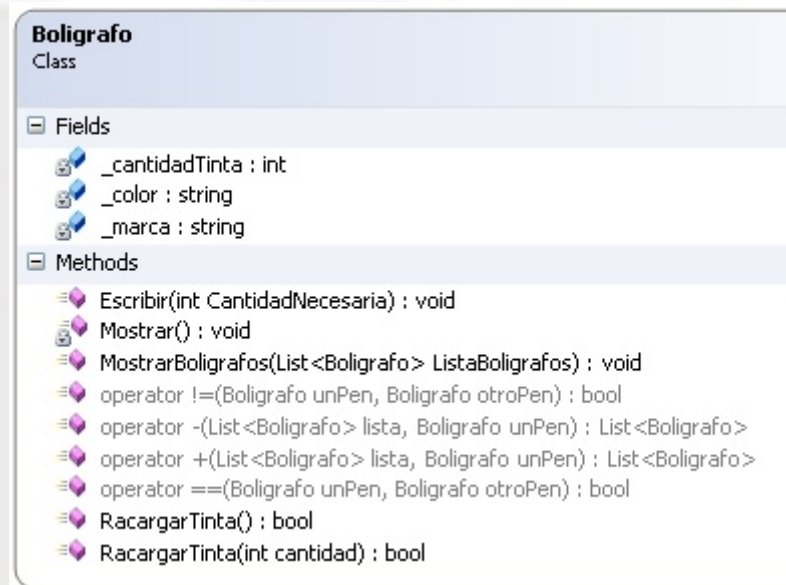 Boligrafo
Class
Fields
_cantidadTinta : int
_color : string
_marca : string
Methods
Escribir(int CantidadNecesaria) : void
Mostrar() : void
MostrarBoligrafos(List<Boligrafo> ListaBoligrafos) : void
operator !=(Boligrafo unPen, Boligrafo otroPen) : bool
operator -(List<Boligrafo> lista, Boligrafo unPen) : List<Boligrafo>
operator +(List<Boligrafo> lista, Boligrafo unPen) : List<Boligrafo>
operator ==(Boligrafo unPen, Boligrafo otroPen) : bool
RacargarTinta() : bool
RacargarTinta(int cantidad) : bool